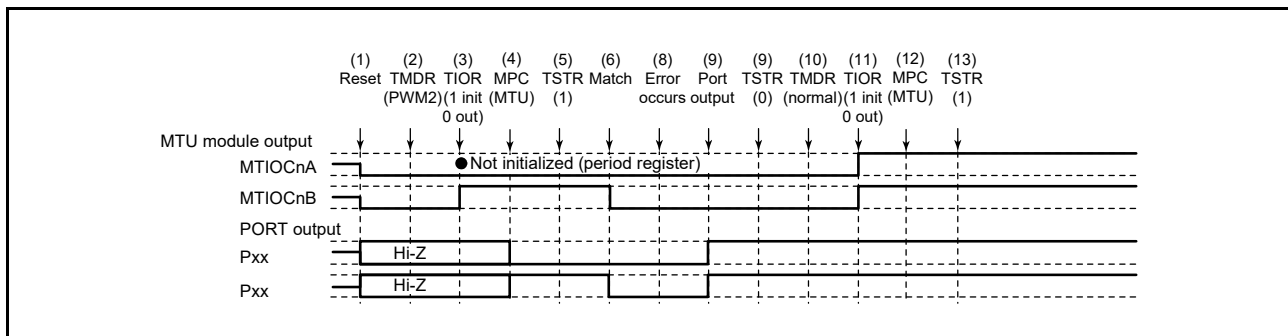 (1) (2) (3) (4) (5) (6) (8) (9) (9) (10) (11) (12) (13)
Reset TMDR TIOR MPC TSTR Match Error Port TSTR TMDR TIOR MPC TSTR
(PWM2) (1 init (MTU) (1) occurs output (0) (normal) (1 init (MTU) (1)
0 out) 0 out)
MTU module output
MTIOCnA ●Not initialized (period register)
MTIOCnB
PORT output
Pxx Hi-Z
Pxx Hi-Z